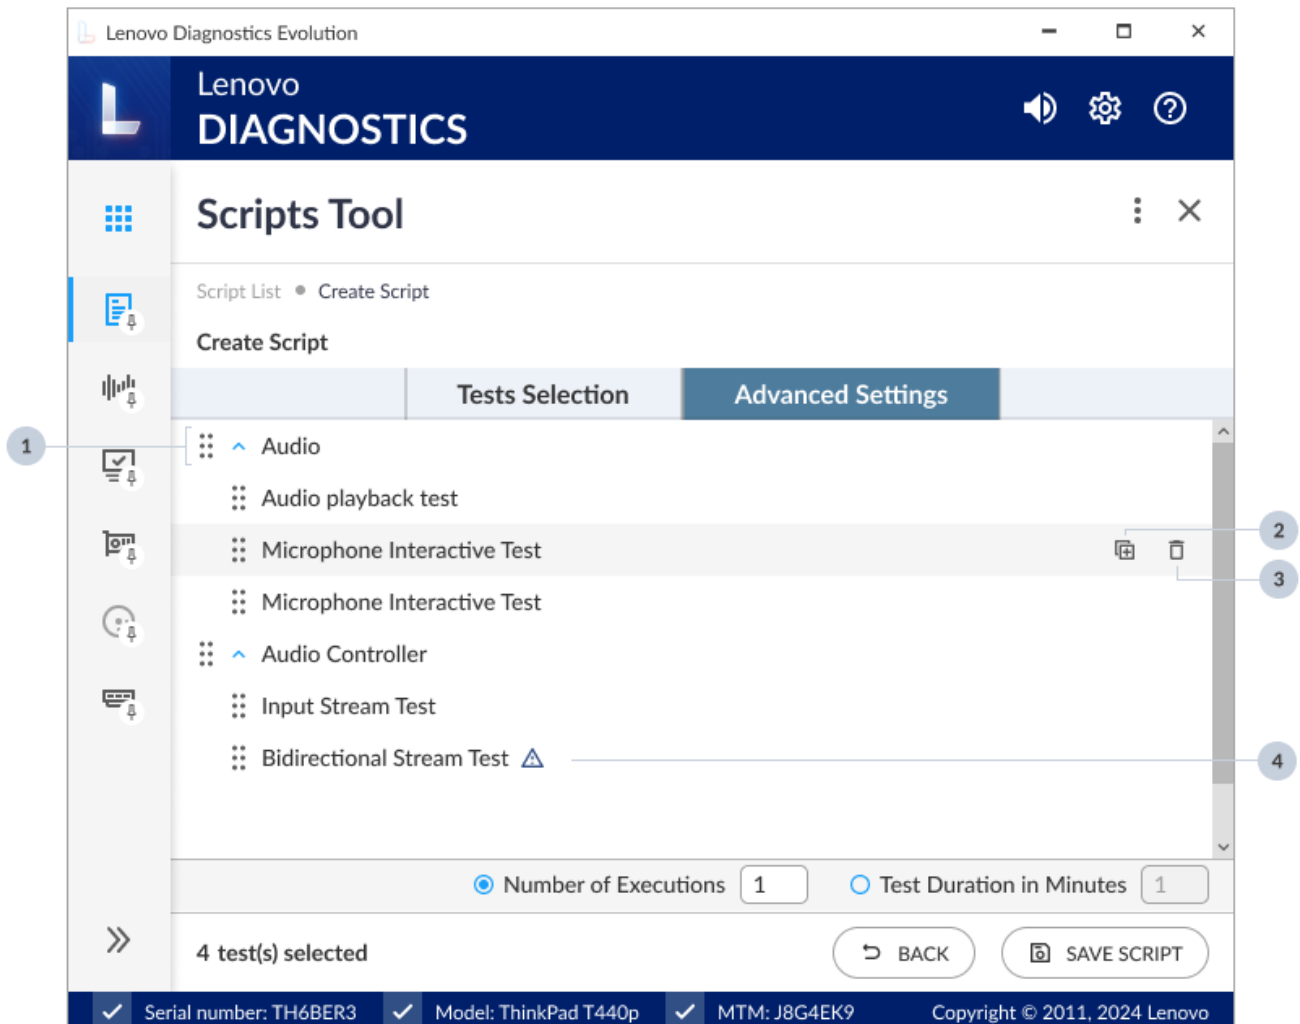 Lenovo Diagnostics Evolution
Lenovo
DIAGNOSTICS
Scripts Tool
Script List • Create Script
Create Script
Tests Selection
Advanced Settings
1
Audio
Audio playback test
2
Microphone Interactive Test
3
Microphone Interactive Test
Audio Controller
Input Stream Test
Bidirectional Stream Test
4
Number of Executions 1
Test Duration in Minutes 1
4 test(s) selected
BACK
SAVE SCRIPT
Serial number: TH6BER3
Model: ThinkPad T440p
MTM: J8G4EK9
Copyright © 2011, 2024 Lenovo